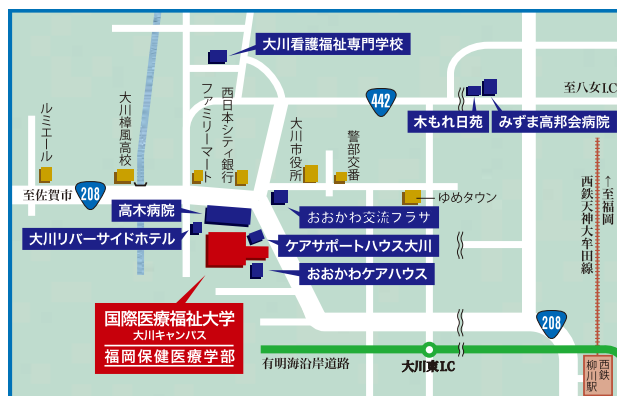 大川看護福祉専門学校
442
至八女I.C
木もれ日苑
みずま高邦会病院
ルミエール
大川樟風高校
ファミリーマート
西日本シティ銀行
大川市役所
警部交番
至佐賀市
208
ゆめタウン
高木病院
おおかわ交流プラザ
大川リバーサイドホテル
ケアサポートハウス大川
おおかわケアハウス
←至福岡
西鉄天神大牟田線
国際医療福祉大学
大川キャンパス
福岡保健医療学部
208
有明海沿岸道路
大川東I.C
西鉄
柳川駅